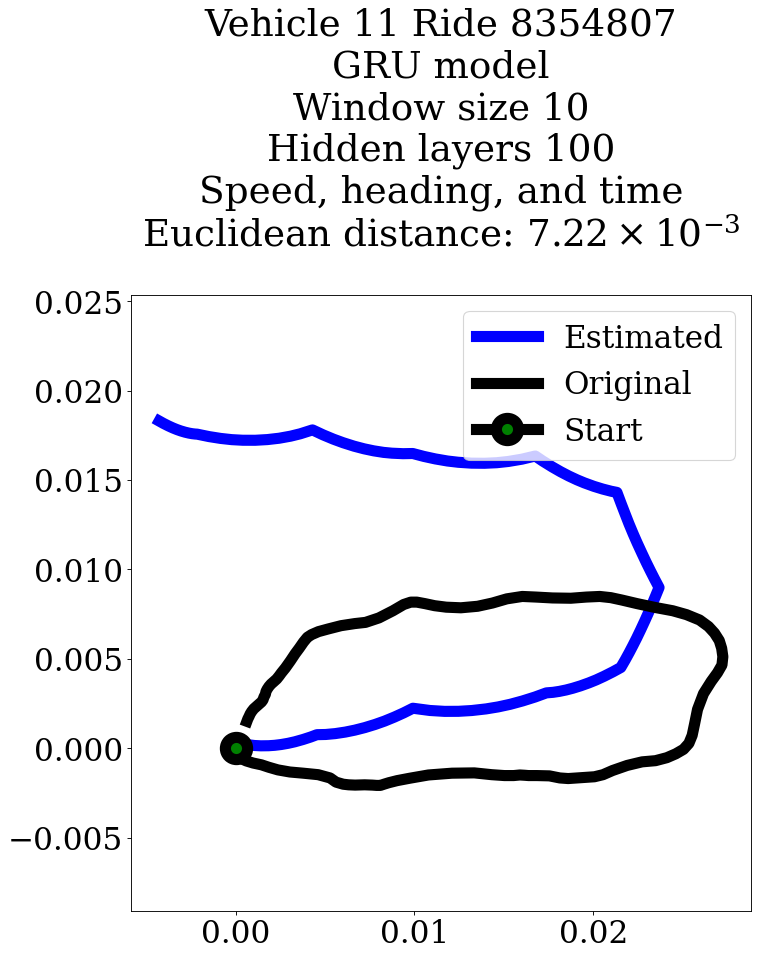 Vehicle 11 Ride 8354807
GRU model
Window size 10
Hidden layers 100
Speed, heading, and time
Euclidean distance: 7.22 × 10⁻³
0.025
0.020
0.015
0.010
0.005
0.000
−0.005
Estimated
Original
Start
0.00 0.01 0.02